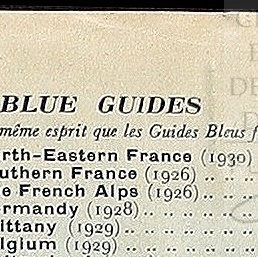 BLUE GUIDES
même esprit que les Guides Bleus f
rth-Eastern France (1930)
uthern France (1926) .. ..
e French Alps (1926).. ..
rmandy (1928).. .. .. ..
ittany (1929).. .. .. ..
lgium (1929) .. .. .. ..